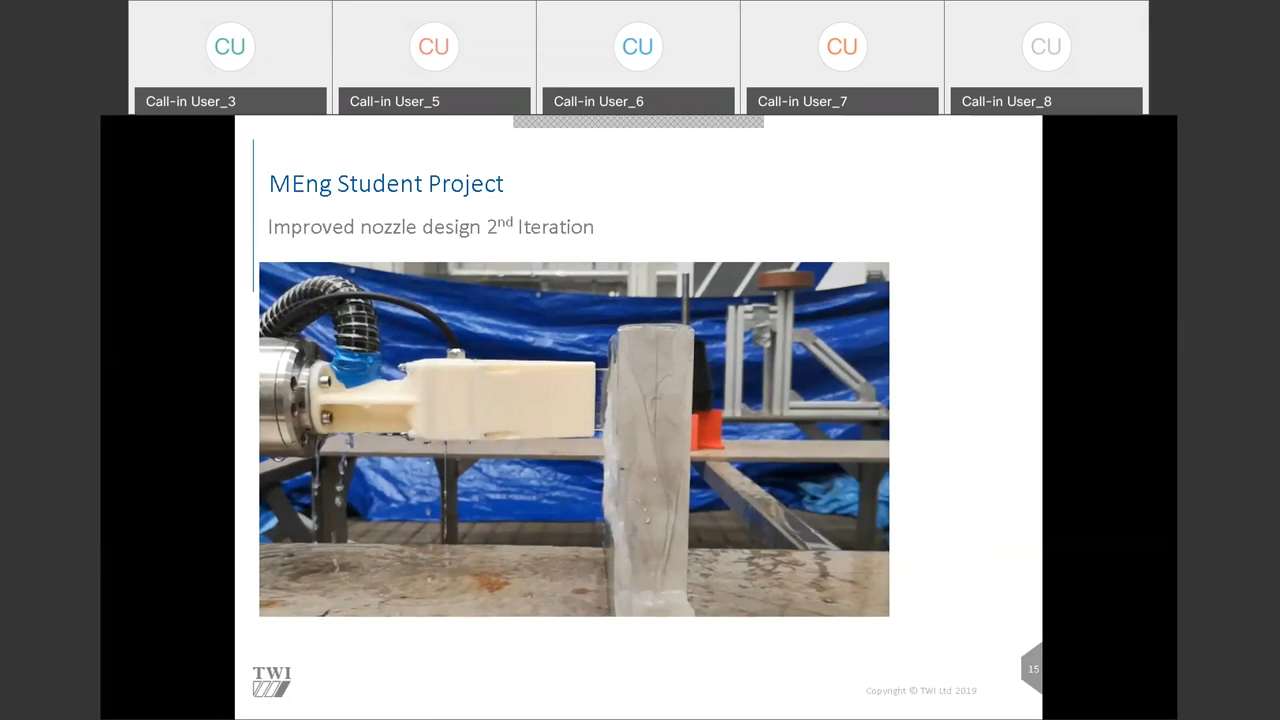 CU CU CU CU CU
Call-in User_3 Call-in User_5 Call-in User_6 Call-in User_7 Call-in User_8
MEng Student Project
Improved nozzle design 2nd Iteration
TWI
15
Copyright © TWI Ltd 2019